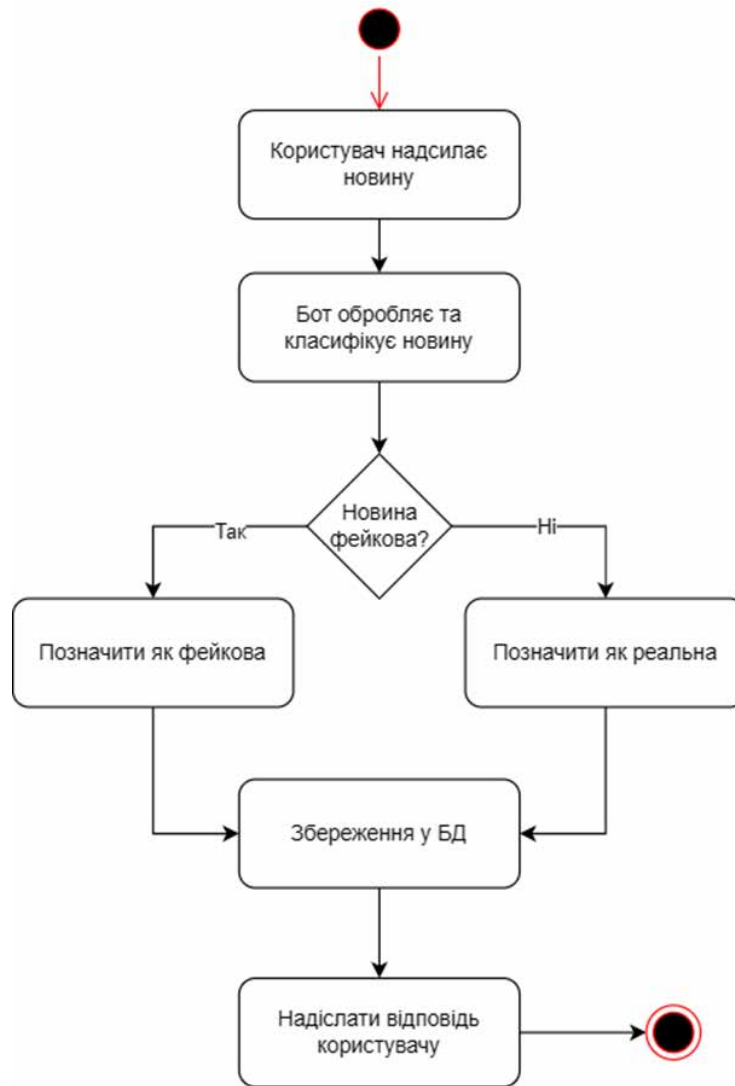 Користувач надсилає
новину
Бот обробляє та
класифікує новину
Новина
фейкова?
Так
Ні
Позначити як фейкова
Позначити як реальна
Збереження у БД
Надіслати відповідь
користувачу